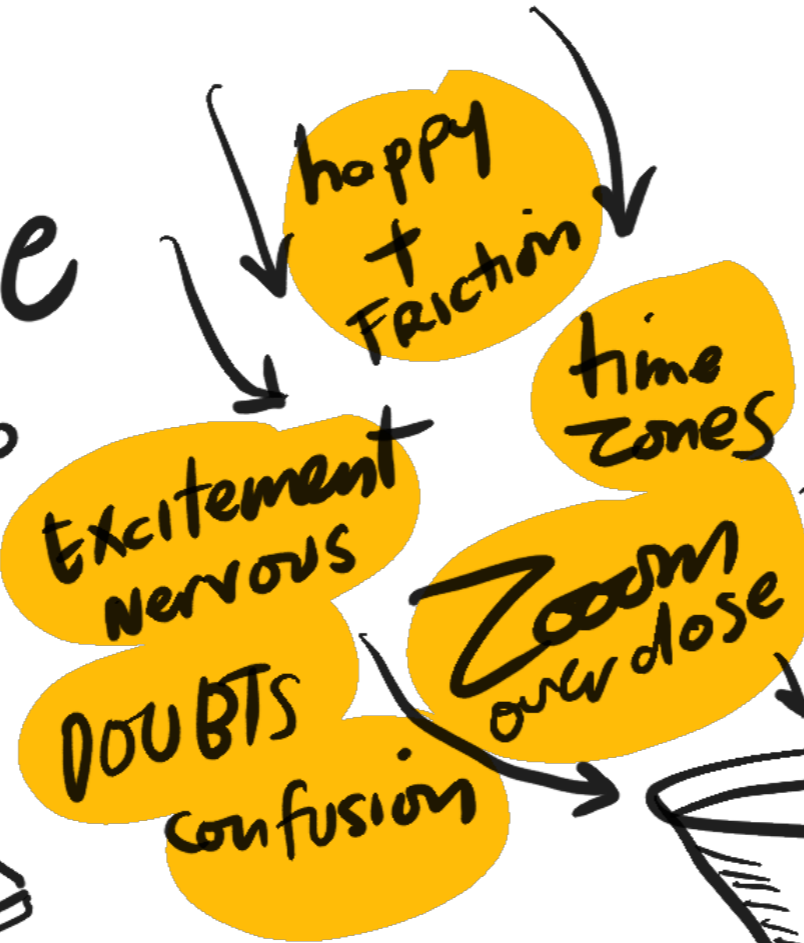 happy
+
FRiction
time
zones
Excitement
Nervous
Zooom
overdose
DOUBTS
confusion
e